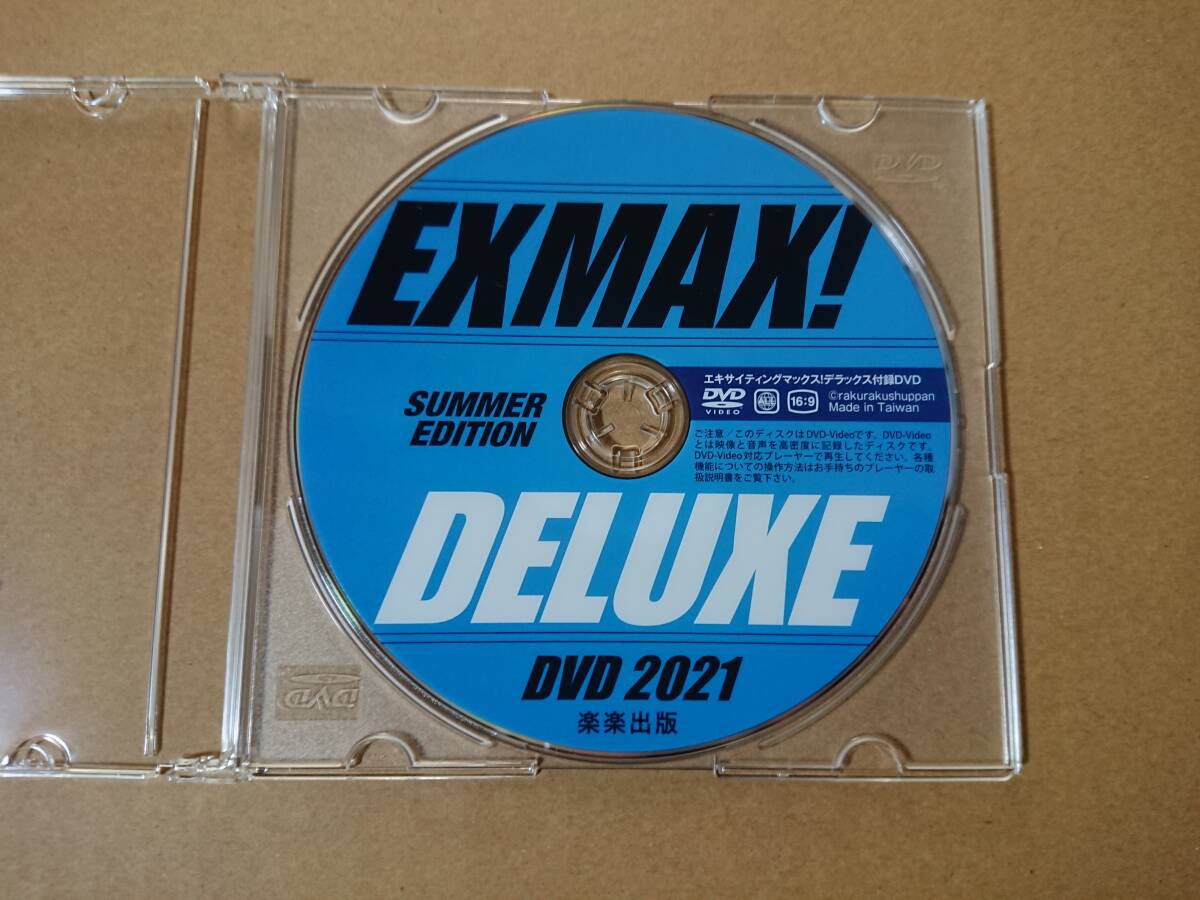 EXMAX!
SUMMER
EDITION
エキサイティングマックス!デラックス付録DVD
DVD
VIDEO
ALL
16:9
©rakurakushuppan
Made in Taiwan
ご注意／このディスクはDVD-Videoです。DVD-Video
とは映像と音声を高密度に記録したディスクです。
DVD-Video対応プレーヤーで再生してください。各種
機能についての操作方法はお手持ちのプレーヤーの取
扱説明書をご覧下さい。
DELUXE
DVD 2021
楽楽出版
DVD
DVD